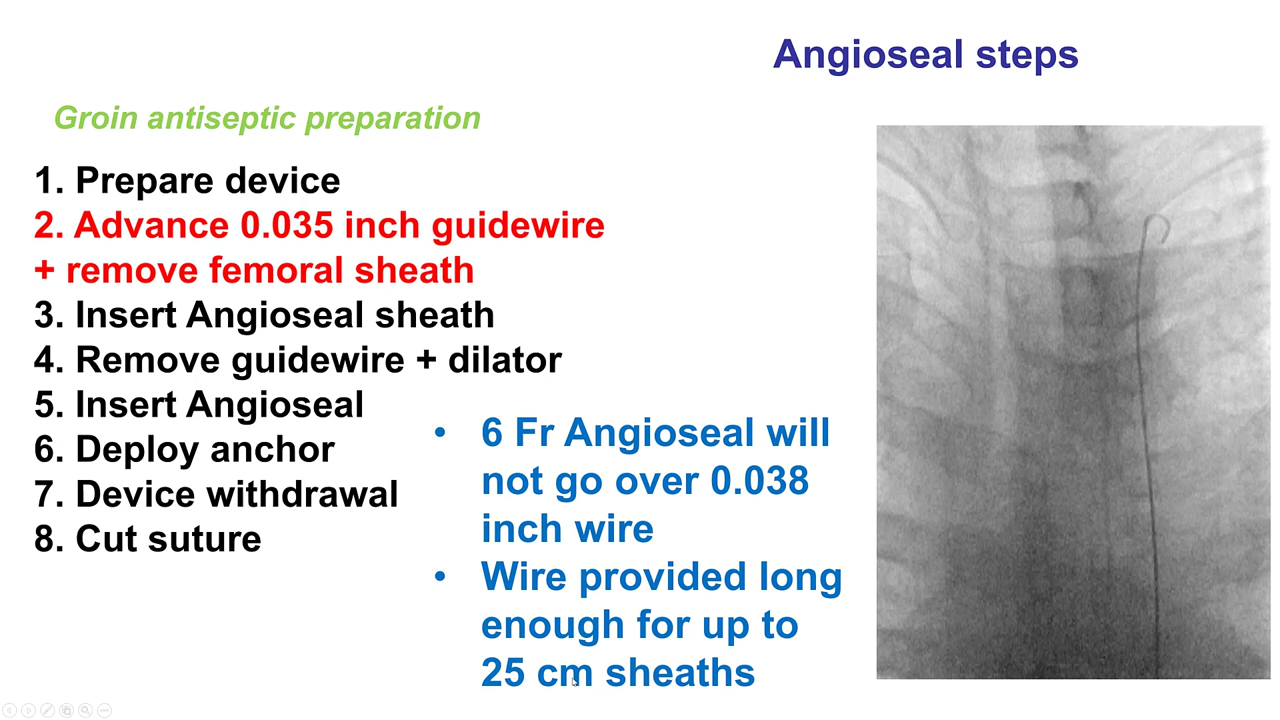 Angioseal steps
Groin antiseptic preparation
1. Prepare device
2. Advance 0.035 inch guidewire
+ remove femoral sheath
3. Insert Angioseal sheath
4. Remove guidewire + dilator
5. Insert Angioseal
6. Deploy anchor
7. Device withdrawal
8. Cut suture
• 6 Fr Angioseal will
not go over 0.038
inch wire
• Wire provided long
enough for up to
25 cm sheaths